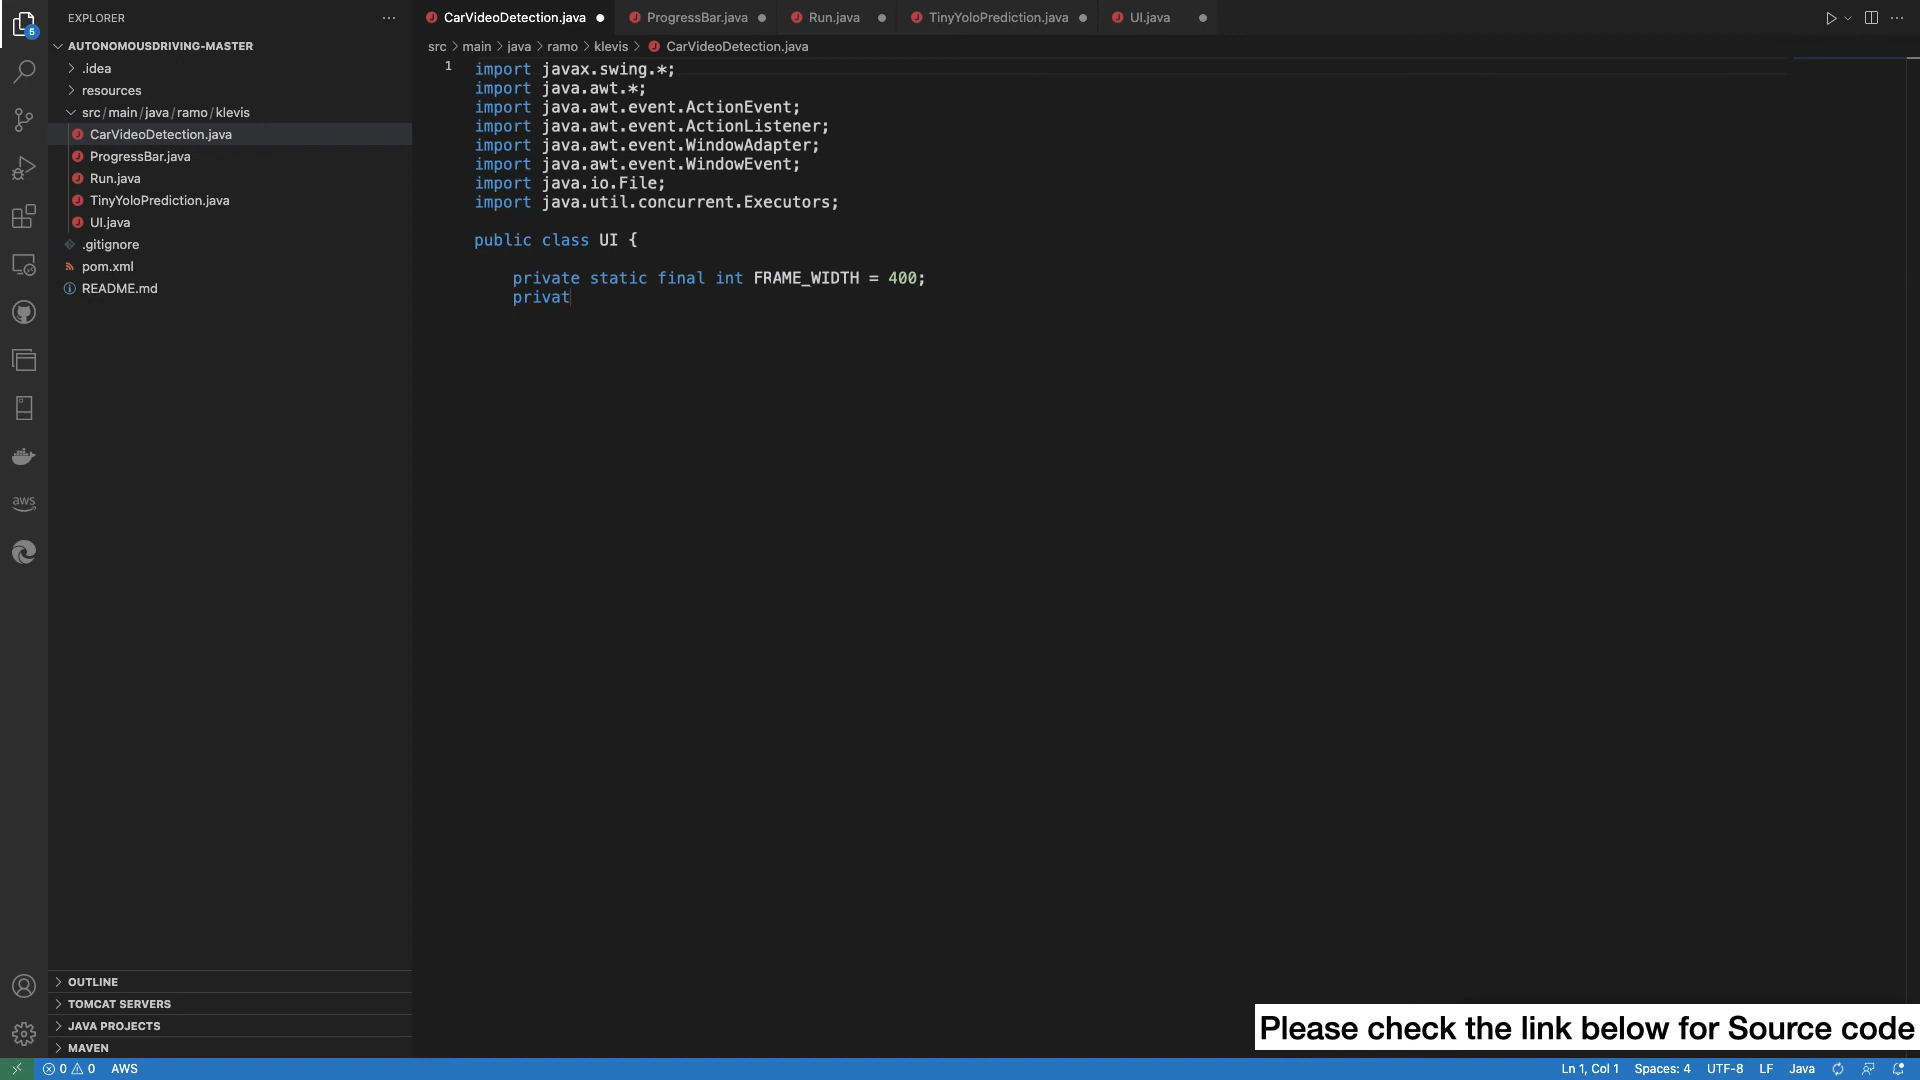 5
EXPLORER
AUTONOMOUSDRIVING-MASTER
.idea
resources
src/main/java/ramo/klevis
CarVideoDetection.java
ProgressBar.java
Run.java
TinyYoloPrediction.java
UI.java
.gitignore
pom.xml
README.md
OUTLINE
TOMCAT SERVERS
JAVA PROJECTS
MAVEN
aws
CarVideoDetection.java ProgressBar.java Run.java TinyYoloPrediction.java UI.java
src > main > java > ramo > klevis > CarVideoDetection.java
1 import javax.swing.*;
import java.awt.*;
import java.awt.event.ActionEvent;
import java.awt.event.ActionListener;
import java.awt.event.WindowAdapter;
import java.awt.event.WindowEvent;
import java.io.File;
import java.util.concurrent.Executors;
public class UI {
private static final int FRAME_WIDTH = 400;
privat
Please check the link below for Source code
0 0 AWS Ln 1, Col 1 Spaces: 4 UTF-8 LF Java